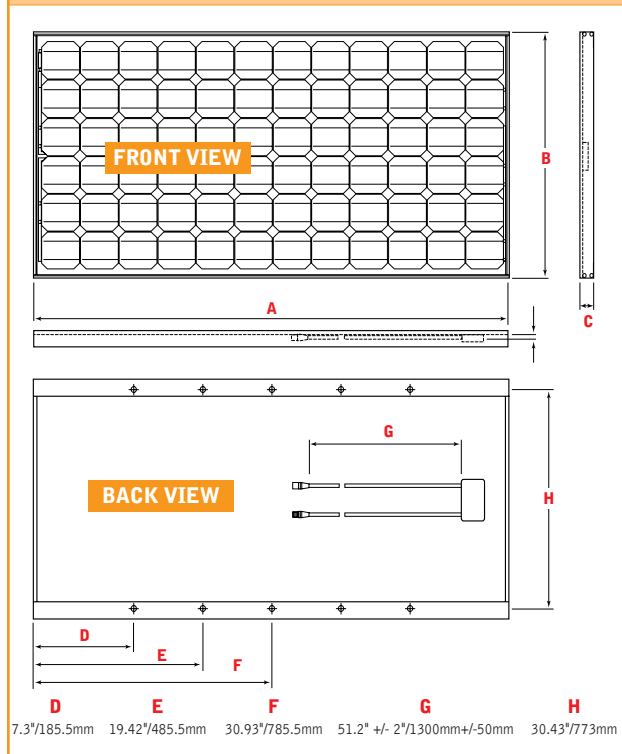 FRONT VIEW
B
A
C
G
BACK VIEW
H
D
E
F
D E F G H
7.3"/185.5mm 19.42"/485.5mm 30.93"/785.5mm 51.2" +/- 2"/1300mm+/-50mm 30.43"/773mm